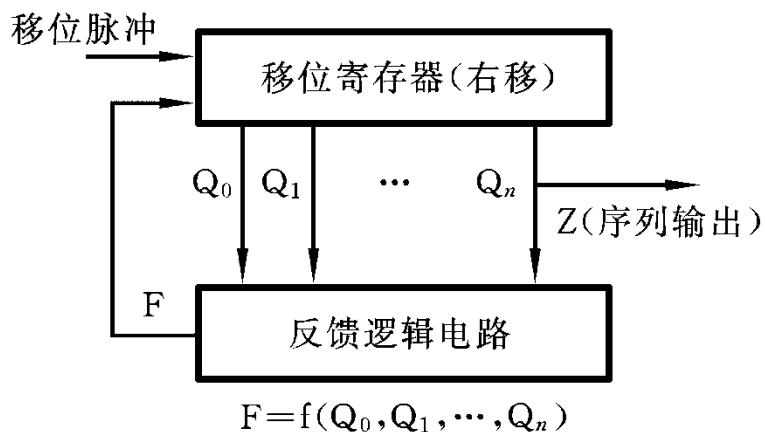 移位脉冲
移位寄存器(右移)
Q₀ Q₁ … Qₙ
Z(序列输出)
F
反馈逻辑电路
F=f(Q₀,Q₁,…,Qₙ)